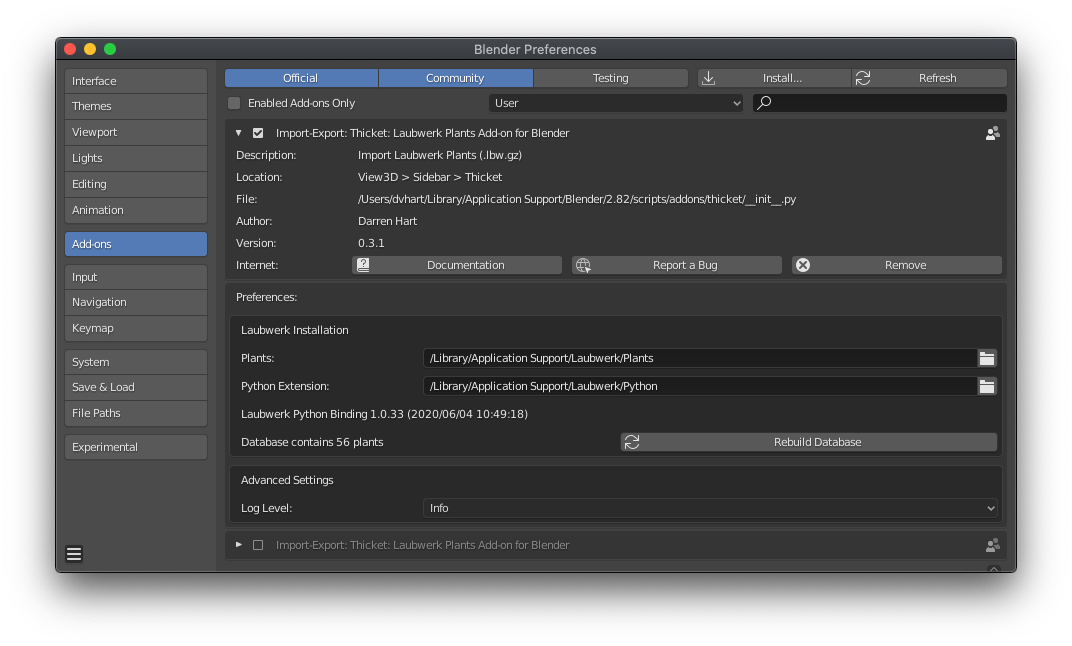 Blender Preferences
Interface
Themes
Viewport
Lights
Editing
Animation
Add-ons
Input
Navigation
Keymap
System
Save & Load
File Paths
Experimental
Official Community Testing Install... Refresh
Enabled Add-ons Only User
Import-Export: Thicket: Laubwerk Plants Add-on for Blender
Description: Import Laubwerk Plants (.lbw.gz)
Location: View3D > Sidebar > Thicket
File: /Users/dvhart/Library/Application Support/Blender/2.82/scripts/addons/thicket/__init__.py
Author: Darren Hart
Version: 0.3.1
Internet: Documentation Report a Bug Remove
Preferences:
Laubwerk Installation
Plants: /Library/Application Support/Laubwerk/Plants
Python Extension: /Library/Application Support/Laubwerk/Python
Laubwerk Python Binding 1.0.33 (2020/06/04 10:49:18)
Database contains 56 plants Rebuild Database
Advanced Settings
Log Level: Info
Import-Export: Thicket: Laubwerk Plants Add-on for Blender